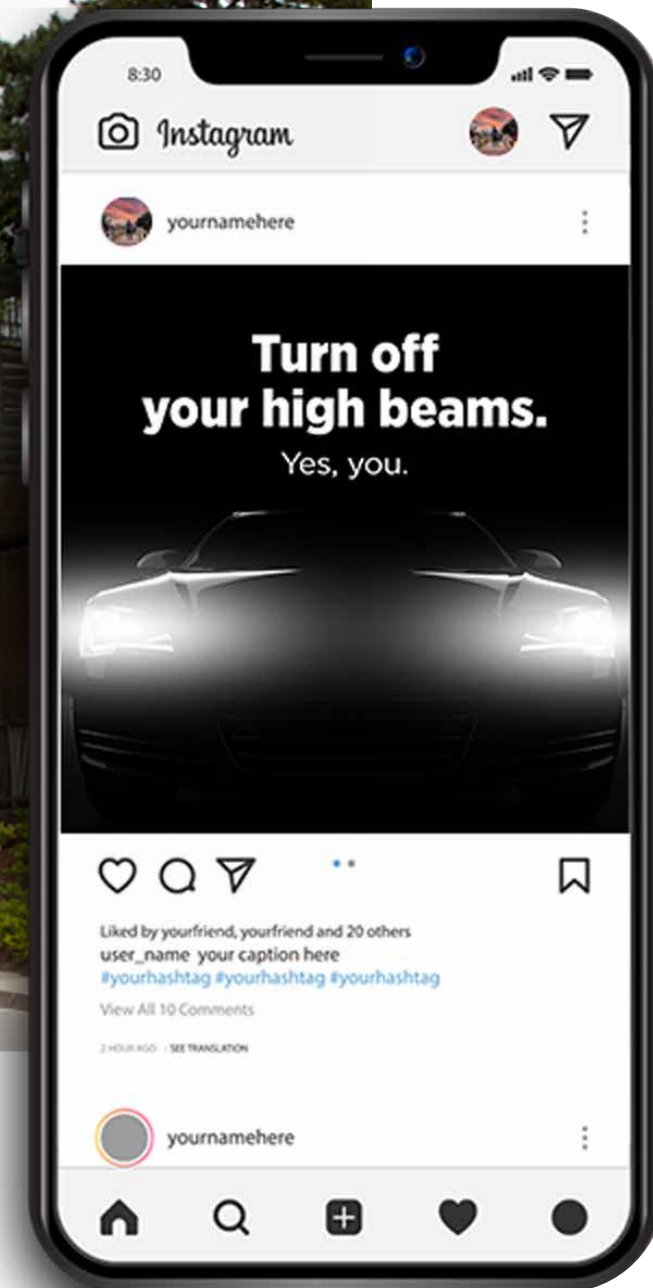 8:30
Instagram
yournamehere
Turn off
your high beams.
Yes, you.
Liked by yourfriend, yourfriend and 20 others
user_name your caption here
#yourhashtag #yourhashtag #yourhashtag
View All 10 Comments
2 HOUR AGO · SEE TRANSLATION
yournamehere